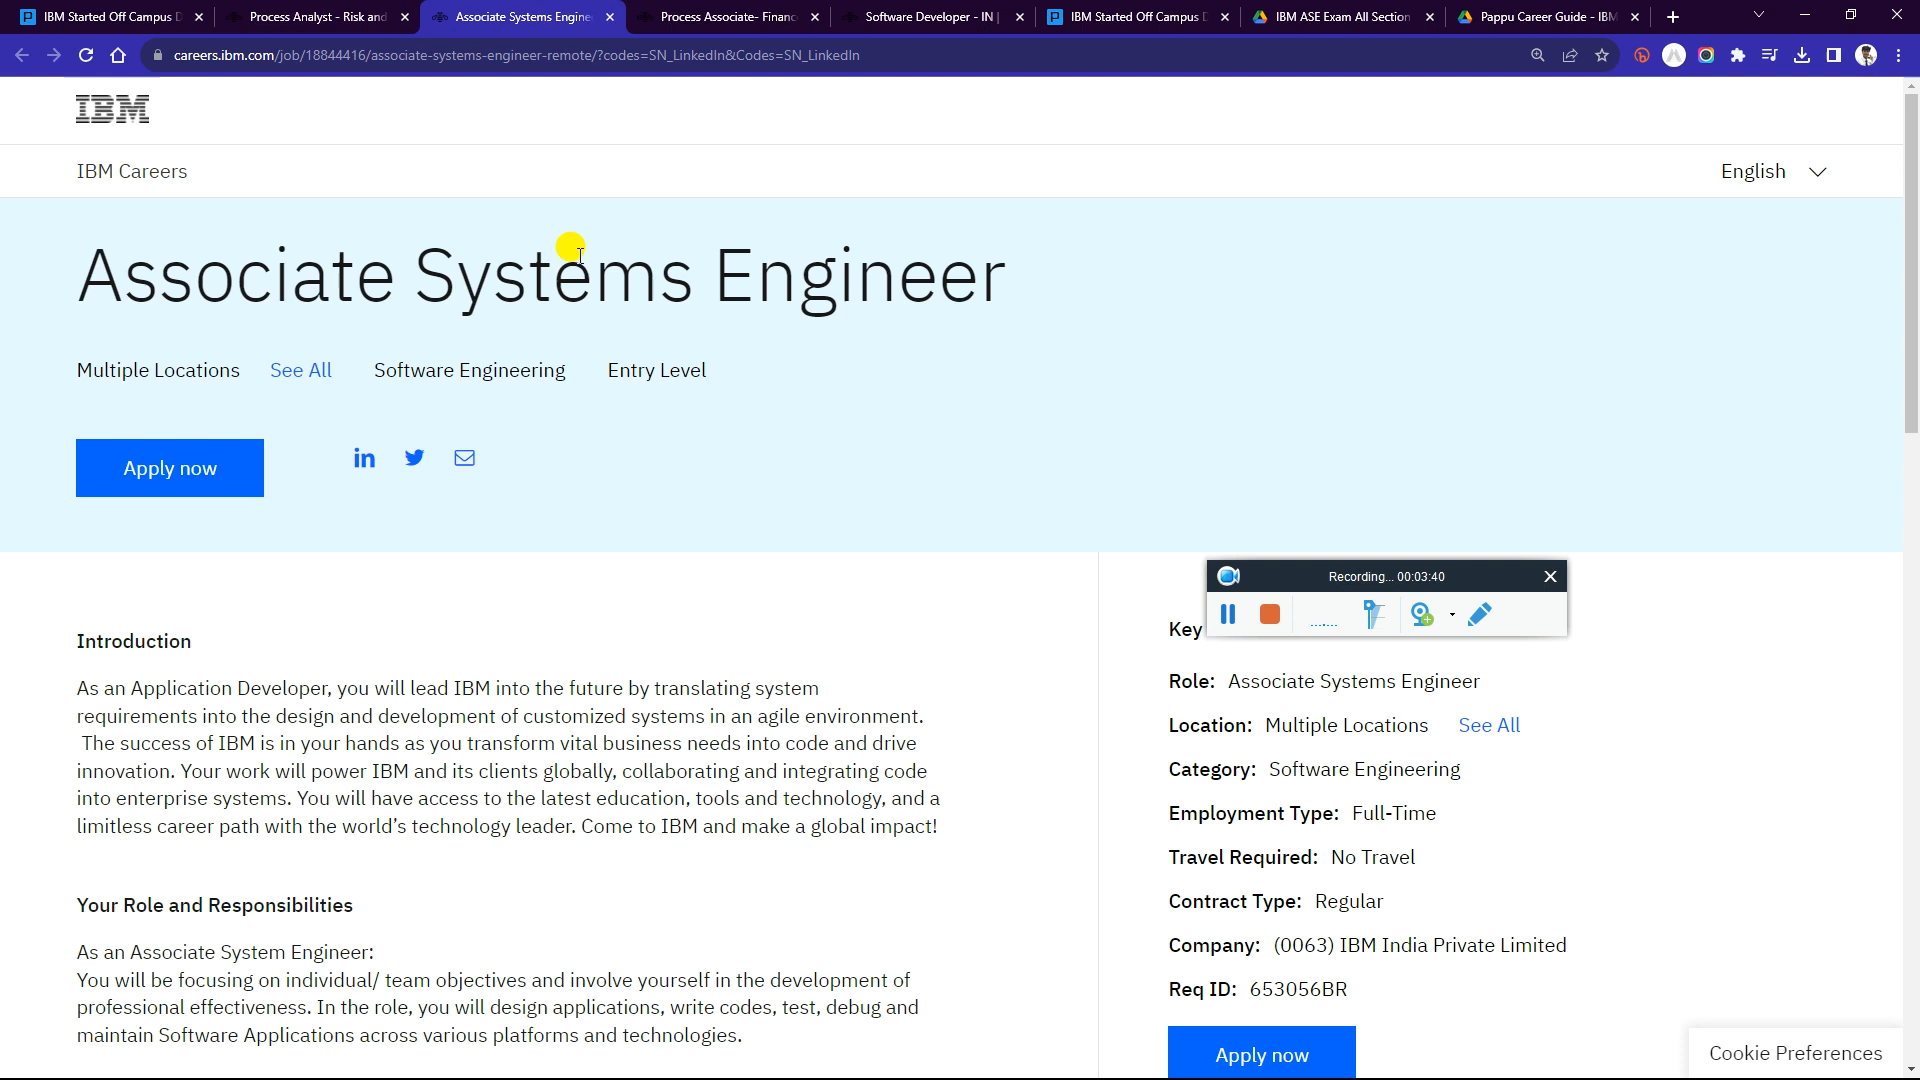 IBM Started Off Campus D
Process Analyst - Risk and
Associate Systems Engine
Process Associate- Financ
Software Developer - IN |
IBM Started Off Campus D
IBM ASE Exam All Section
Pappu Career Guide - IBM
careers.ibm.com/job/18844416/associate-systems-engineer-remote/?codes=SN_LinkedIn&Codes=SN_LinkedIn
IBM
IBM Careers
English
Associate Systems Engineer
Multiple Locations See All Software Engineering Entry Level
Apply now
Introduction
As an Application Developer, you will lead IBM into the future by translating system
requirements into the design and development of customized systems in an agile environment.
The success of IBM is in your hands as you transform vital business needs into code and drive
innovation. Your work will power IBM and its clients globally, collaborating and integrating code
into enterprise systems. You will have access to the latest education, tools and technology, and a
limitless career path with the world’s technology leader. Come to IBM and make a global impact!
Your Role and Responsibilities
As an Associate System Engineer:
You will be focusing on individual/ team objectives and involve yourself in the development of
professional effectiveness. In the role, you will design applications, write codes, test, debug and
maintain Software Applications across various platforms and technologies.
Recording... 00:03:40
Key
Role: Associate Systems Engineer
Location: Multiple Locations See All
Category: Software Engineering
Employment Type: Full-Time
Travel Required: No Travel
Contract Type: Regular
Company: (0063) IBM India Private Limited
Req ID: 653056BR
Apply now
Cookie Preferences